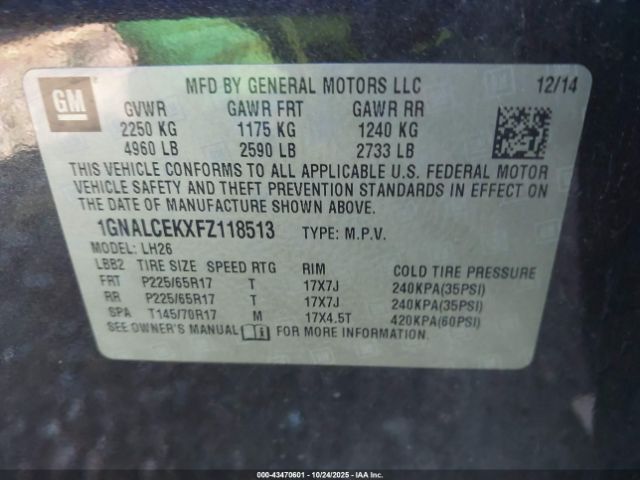 GM
MFD BY GENERAL MOTORS LLC 12/14
GVWR GAWR FRT GAWR RR
2250 KG 1175 KG 1240 KG
4960 LB 2590 LB 2733 LB
THIS VEHICLE CONFORMS TO ALL APPLICABLE U.S. FEDERAL MOTOR
VEHICLE SAFETY AND THEFT PREVENTION STANDARDS IN EFFECT ON
THE DATE OF MANUFACTURE SHOWN ABOVE.
1GNALCEKXFZ118513 TYPE: M.P.V.
MODEL: LH26
LBB2 TIRE SIZE SPEED RTG RIM COLD TIRE PRESSURE
FRT P225/65R17 T 17X7J 240KPA(35PSI)
RR P225/65R17 T 17X7J 240KPA(35PSI)
SPA T145/70R17 M 17X4.5T 420KPA(60PSI)
SEE OWNER'S MANUAL FOR MORE INFORMATION
000-43470601 - 10/24/2025 - IAA Inc.